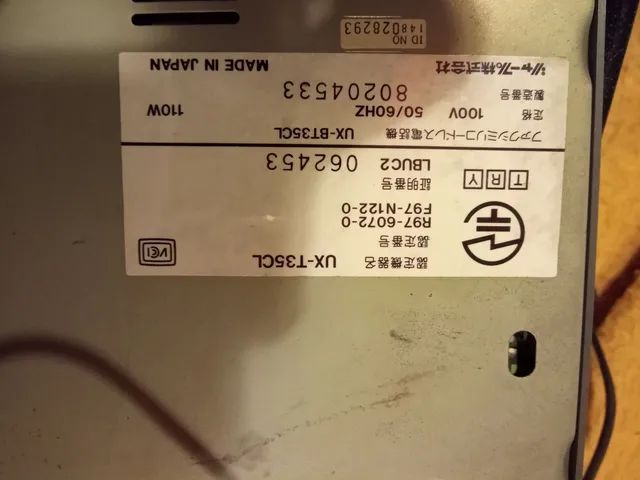 認定機器名 UX-T35CL
認定番号
R97-6072-0
F97-N122-0
VCI
T R Y
証明番号 LBUC2 062453
ファクシミリコードレス電話機 UX-BT35CL
定格 100V 50/60HZ 110W
製造番号 80204533
シャープ株式会社 MADE IN JAPAN
ID NO
148028293